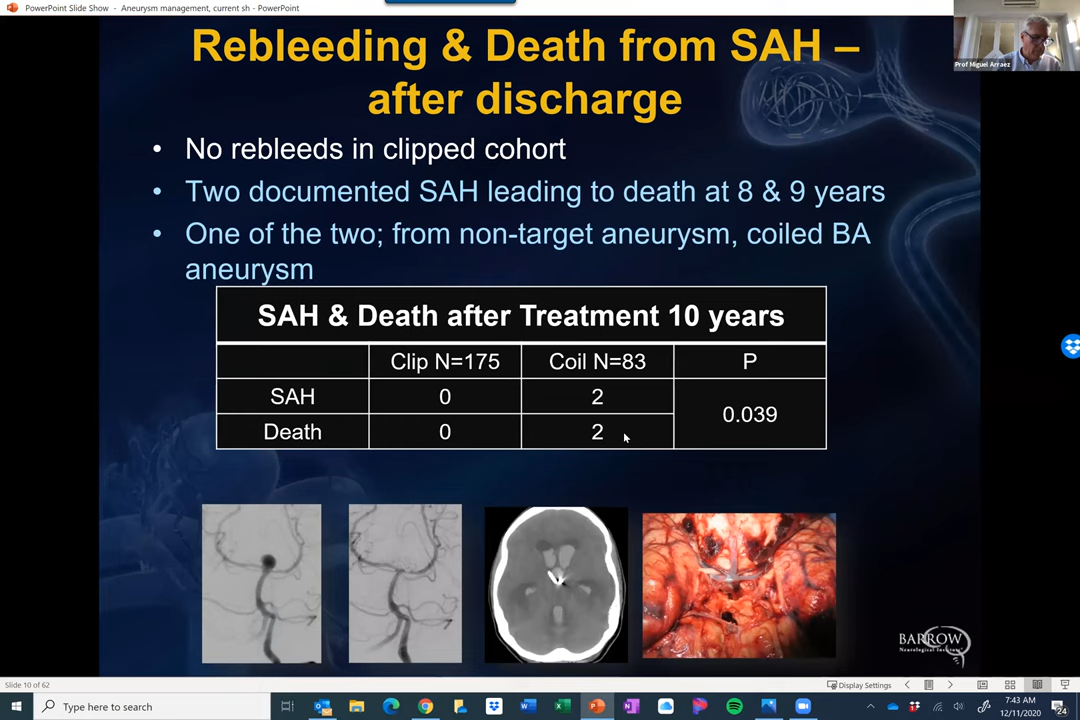 PowerPoint Slide Show - Aneurysm management, current sh - PowerPoint
Prof Miguel Arraez
Rebleeding & Death from SAH –
after discharge
• No rebleeds in clipped cohort
• Two documented SAH leading to death at 8 & 9 years
• One of the two; from non-target aneurysm, coiled BA
aneurysm
SAH & Death after Treatment 10 years
Clip N=175 Coil N=83 P
SAH 0 2
0.039
Death 0 2
BARROW
Neurological Institute
Slide 10 of 62
Display Settings
Type here to search
7:43 AM
12/11/2020
24